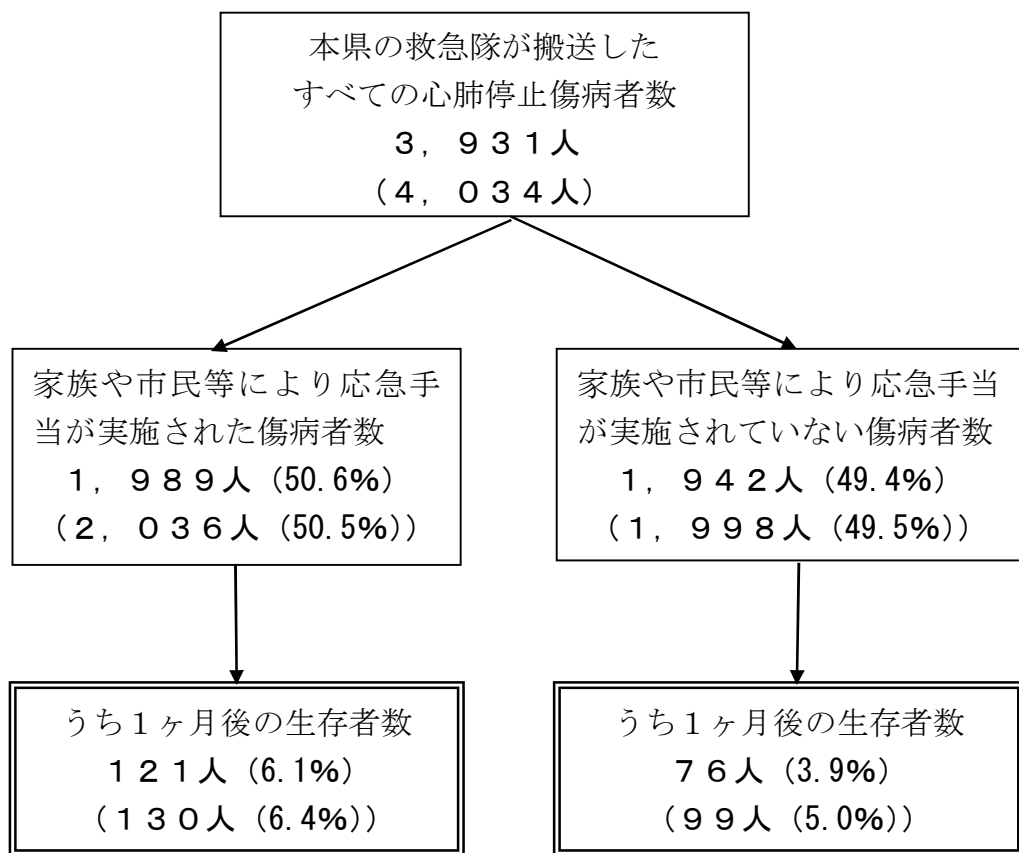 本県の救急隊が搬送した
すべての心肺停止傷病者数
３，９３１人
（４，０３４人）
家族や市民等により応急手
当が実施された傷病者数
１，９８９人（50.6%）
（２，０３６人（50.5%））
家族や市民等により応急手当
が実施されていない傷病者数
１，９４２人（49.4%）
（１，９９８人（49.5%））
うち１ヶ月後の生存者数
１２１人（6.1%）
（１３０人（6.4%））
うち１ヶ月後の生存者数
７６人（3.9%）
（９９人（5.0%））